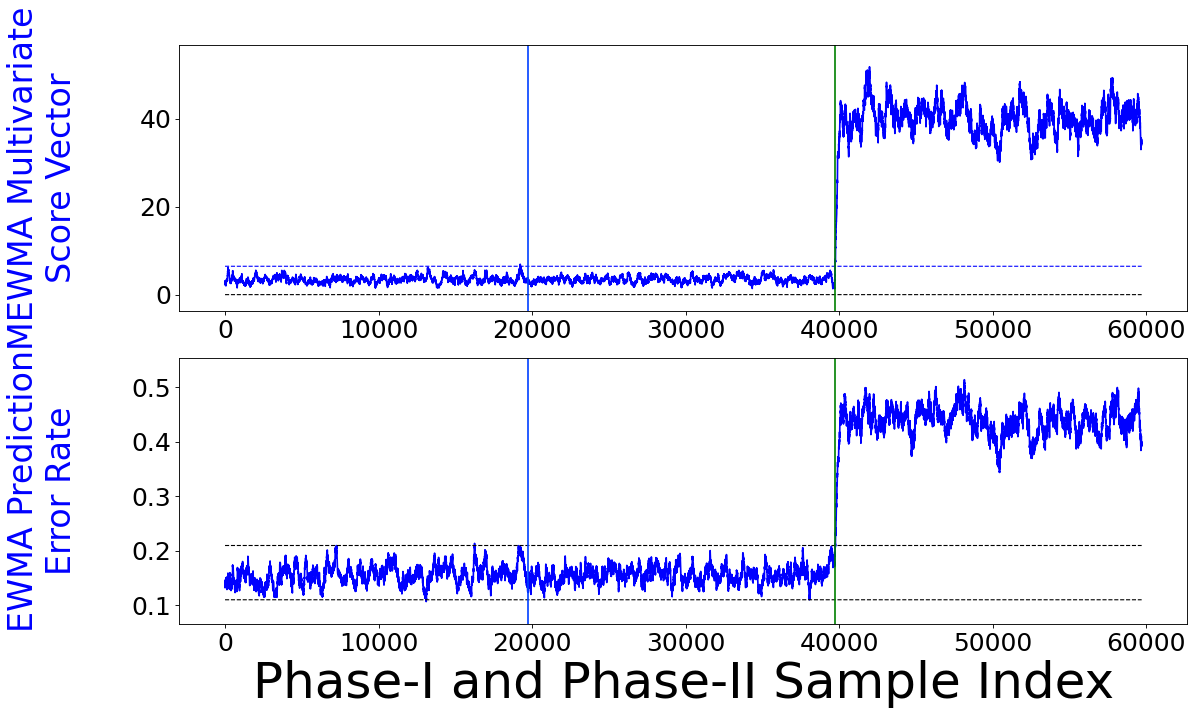 MEWMA Multivariate
Score Vector
40
20
0
0 10000 20000 30000 40000 50000 60000
EWMA Prediction
Error Rate
0.5
0.4
0.3
0.2
0.1
0 10000 20000 30000 40000 50000 60000
Phase-I and Phase-II Sample Index